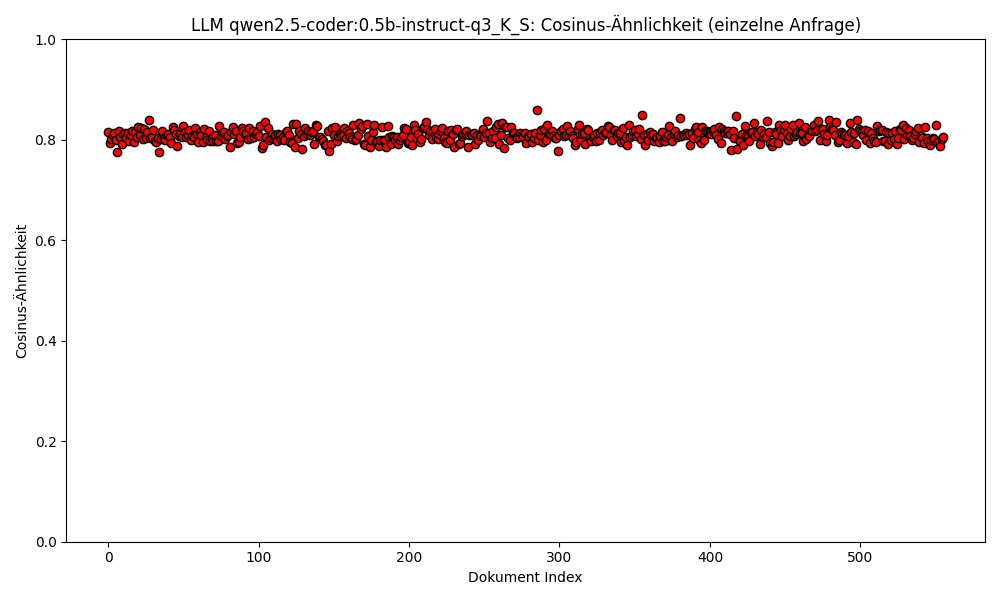 LLM qwen2.5-coder:0.5b-instruct-q3_K_S: Cosinus-Ähnlichkeit (einzelne Anfrage)
1.0
0.8
0.6
0.4
0.2
0.0
Cosinus-Ähnlichkeit
0 100 200 300 400 500
Dokument Index